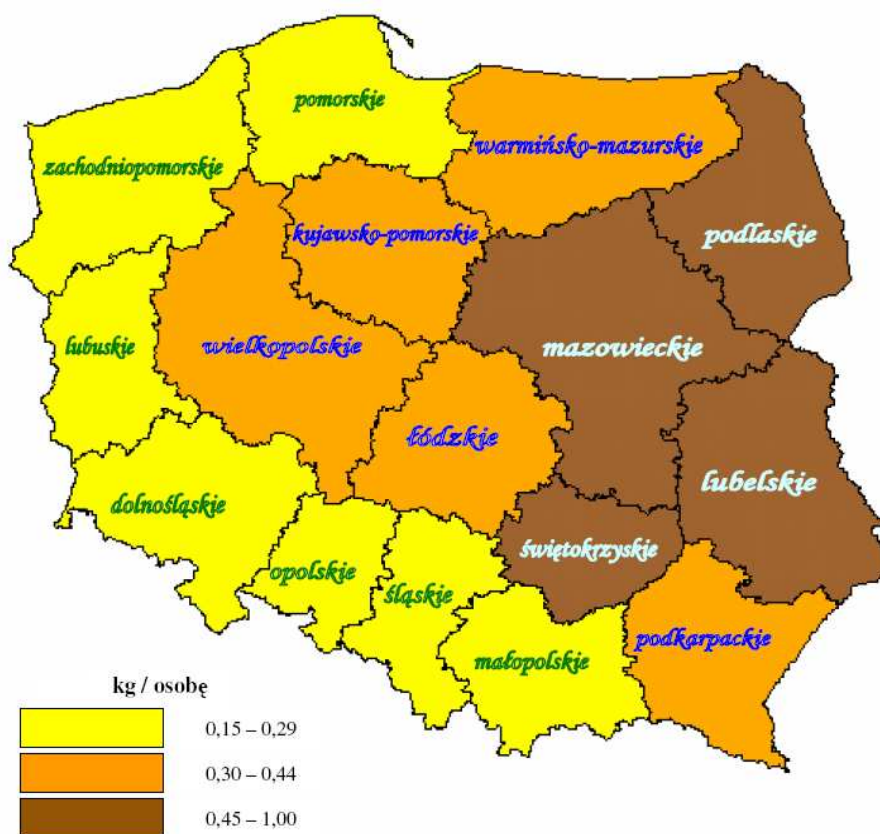 pomorskie
warmińsko-mazurskie
zachodniopomorskie
kujawsko-pomorskie
podlaskie
lubuskie
wielkopolskie
mazowieckie
łódzkie
lubelskie
dolnośląskie
świętokrzyskie
opolskie
śląskie
podkarpackie
małopolskie
kg / osobę
0,15 – 0,29
0,30 – 0,44
0,45 – 1,00